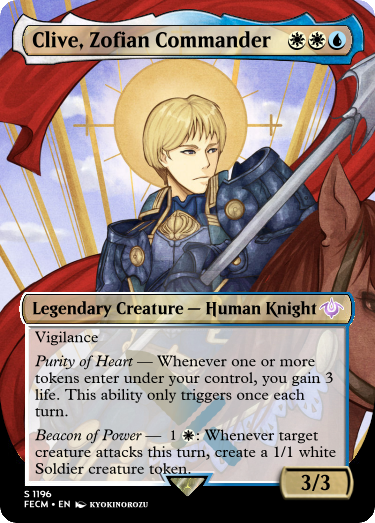 Clive, Zofian Commander
Legendary Creature — Human Knight
Vigilance
Purity of Heart — Whenever one or more
tokens enter under your control, you gain 3
life. This ability only triggers once each
turn.
Beacon of Power — 1 : Whenever target
creature attacks this turn, create a 1/1 white
Soldier creature token.
3/3
S 1196
FECM • EN KYOKINOROZU